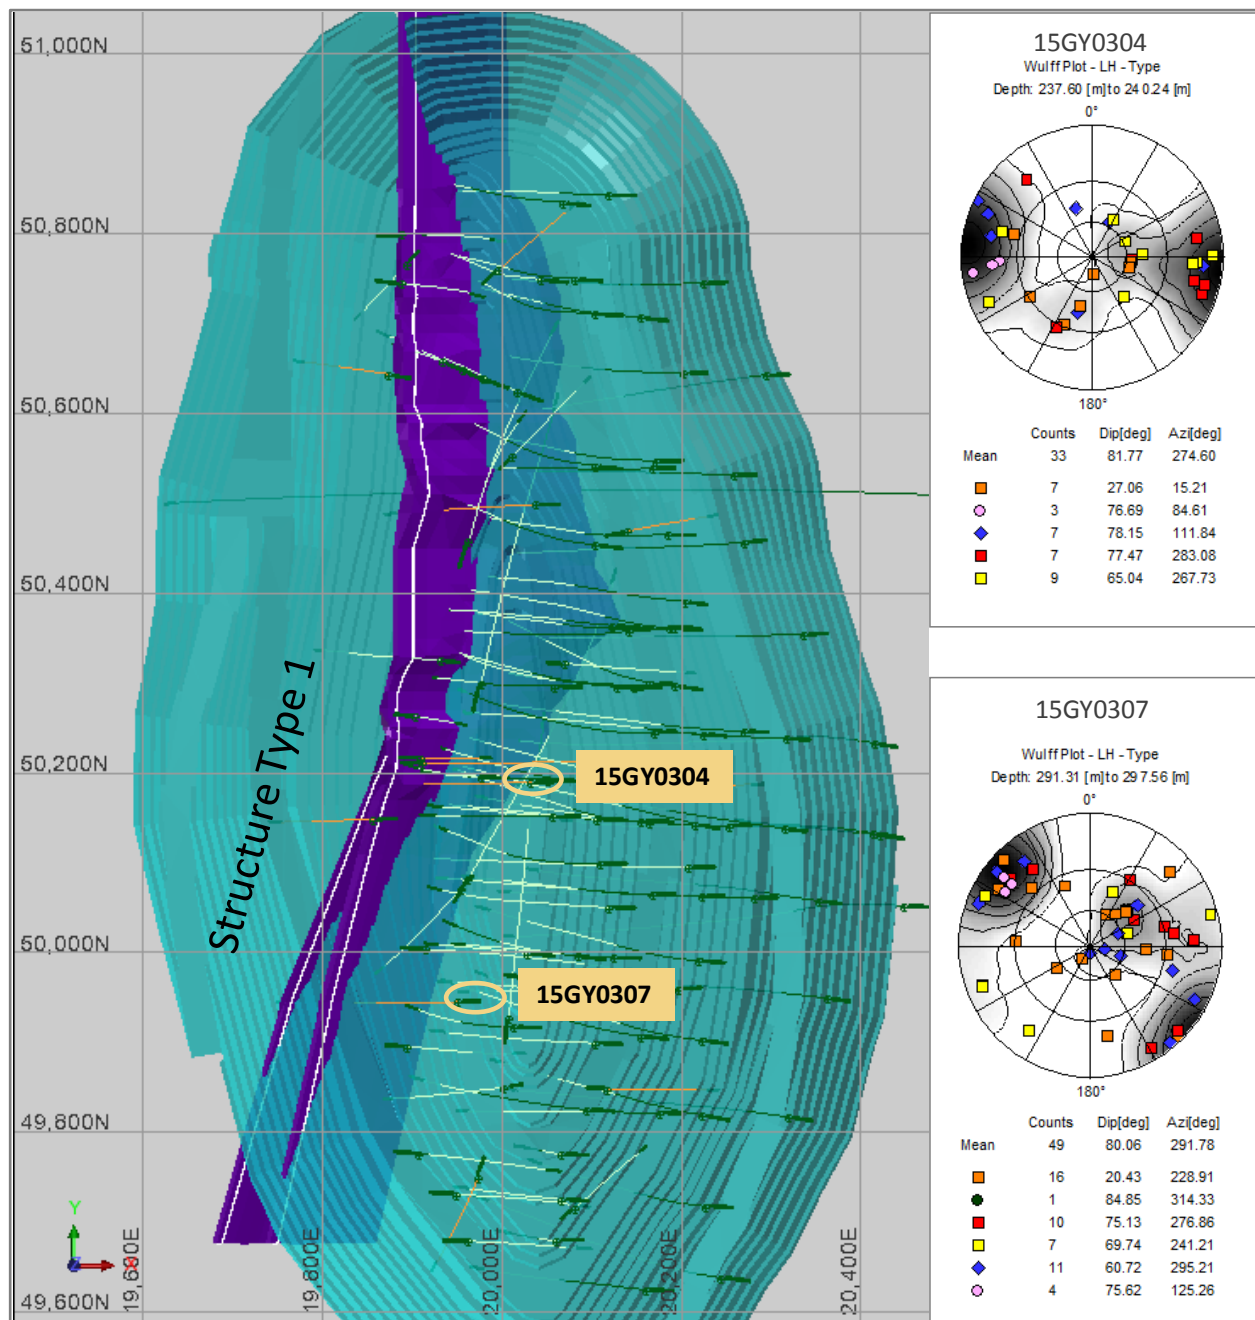 51,000N
50,800N
50,600N
50,400N
50,200N
50,000N
49,800N
49,600N
19,600E
19,800E
20,000E
20,200E
20,400E
Structure Type 1
15GY0304
15GY0307
Y
X
Z
15GY0304
Wulff Plot - LH - Type
Depth: 237.60 [m] to 240.24 [m]
0°
180°
Counts Dip[deg] Azi[deg]
Mean 33 81.77 274.60
7 27.06 15.21
3 76.69 84.61
7 78.15 111.84
7 77.47 283.08
9 65.04 267.73
15GY0307
Wulff Plot - LH - Type
Depth: 291.31 [m] to 297.56 [m]
0°
180°
Counts Dip[deg] Azi[deg]
Mean 49 80.06 291.78
16 20.43 228.91
1 84.85 314.33
10 75.13 276.86
7 69.74 241.21
11 60.72 295.21
4 75.62 125.26